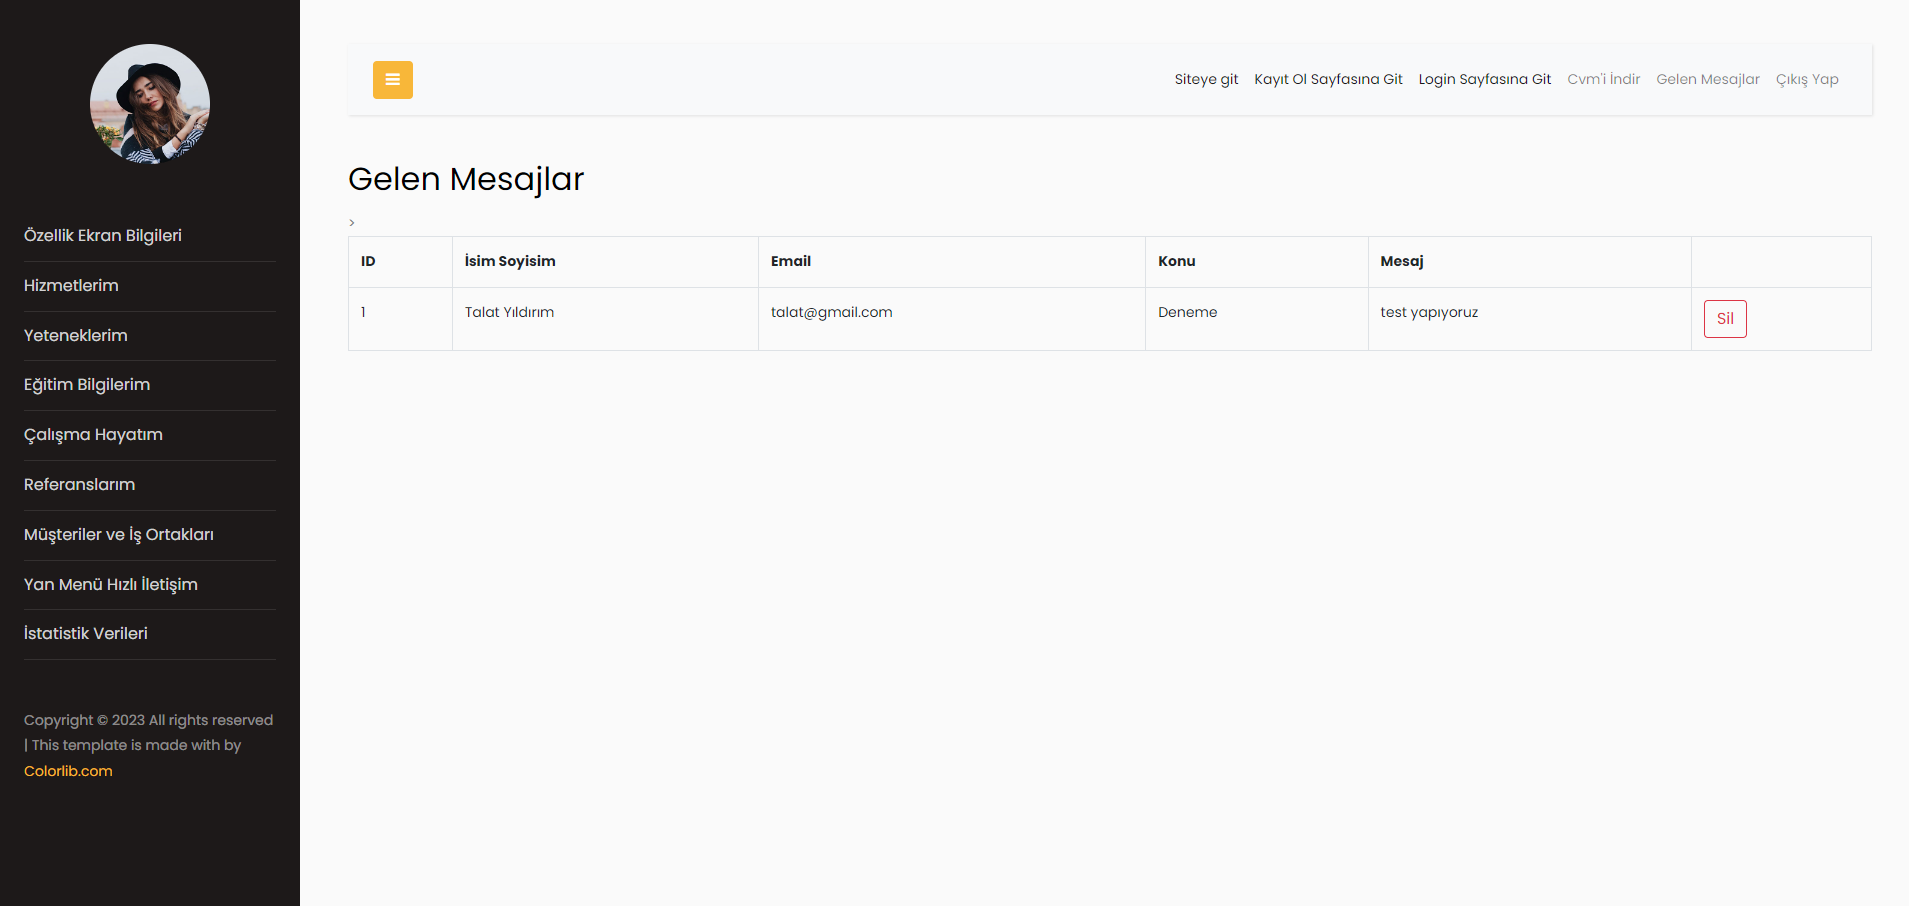 Siteye git Kayıt Ol Sayfasına Git Login Sayfasına Git Cvm'i İndir Gelen Mesajlar Çıkış Yap
Özellik Ekran Bilgileri
Hizmetlerim
Yeteneklerim
Eğitim Bilgilerim
Çalışma Hayatım
Referanslarım
Müşteriler ve İş Ortakları
Yan Menü Hızlı İletişim
İstatistik Verileri
Copyright © 2023 All rights reserved
| This template is made with by
Colorlib.com
Gelen Mesajlar
>
ID İsim Soyisim Email Konu Mesaj
1 Talat Yıldırım talat@gmail.com Deneme test yapıyoruz Sil